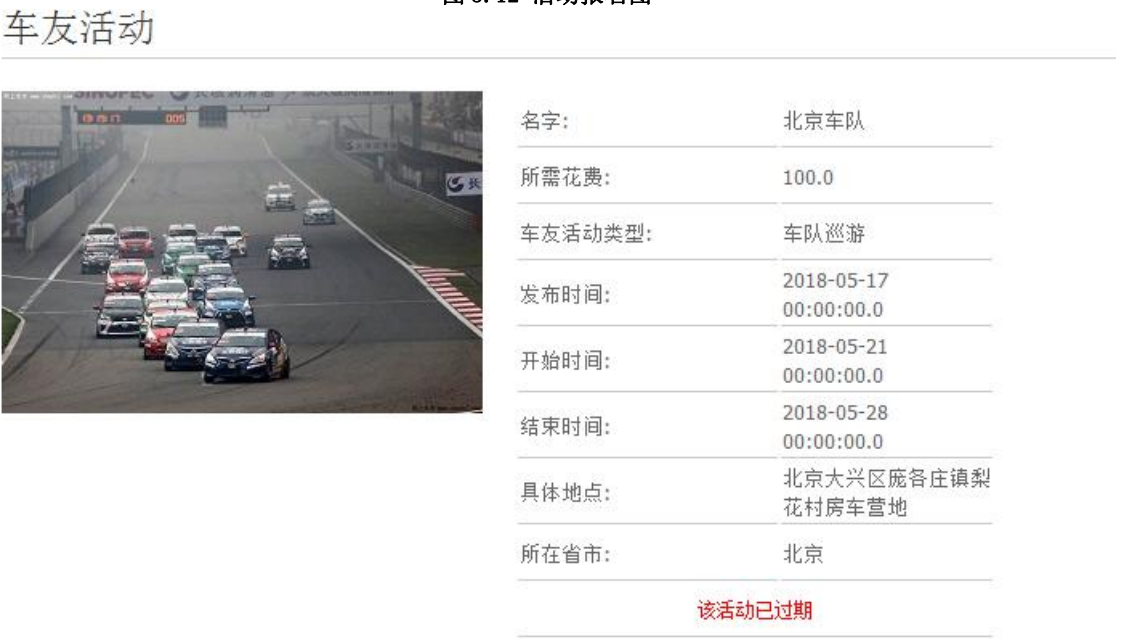 车友活动
SINOPEC
005
名字:
北京车队
所需花费:
100.0
车友活动类型:
车队巡游
发布时间:
2018-05-17
00:00:00.0
开始时间:
2018-05-21
00:00:00.0
结束时间:
2018-05-28
00:00:00.0
具体地点:
北京大兴区庞各庄镇梨
花村房车营地
所在省市:
北京
该活动已过期